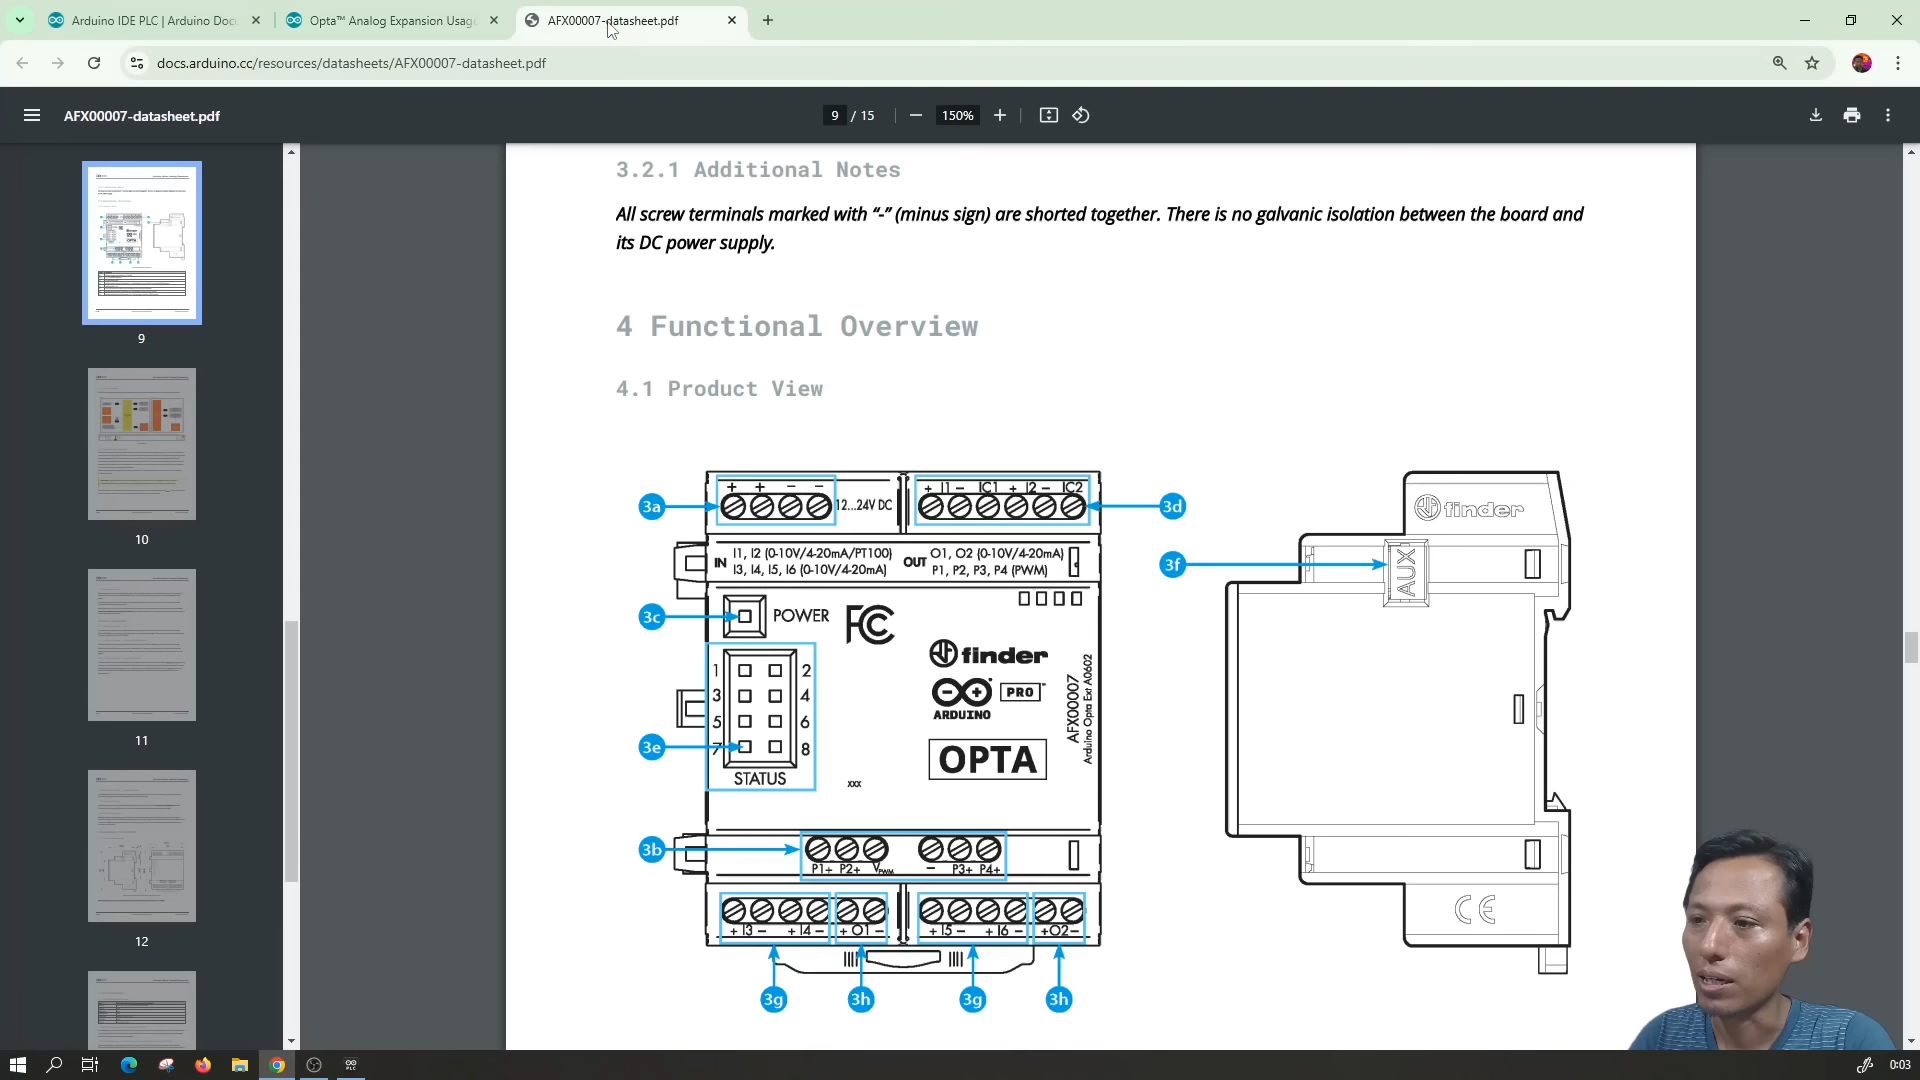 Arduino IDE PLC | Arduino Docu
Opta™ Analog Expansion Usage
AFX00007-datasheet.pdf
docs.arduino.cc/resources/datasheets/AFX00007-datasheet.pdf
AFX00007-datasheet.pdf
9 / 15
150%
3.2.1 Additional Notes
All screw terminals marked with “-” (minus sign) are shorted together. There is no galvanic isolation between the board and
its DC power supply.
4 Functional Overview
4.1 Product View
9
10
11
12
+ + − −
12...24V DC
+ I1 − IC1 + I2 − IC2
3a
3d
IN I1, I2 (0-10V/4-20mA/PT100)
I3, I4, I5, I6 (0-10V/4-20mA)
OUT O1, O2 (0-10V/4-20mA)
P1, P2, P3, P4 (PWM)
3c
POWER
FC
finder
ARDUINO
PRO
OPTA
AFX00007
Arduino Opta Ext A0602
1 2
3 4
5 6
7 8
STATUS
xxx
3e
3b
P1+ P2+ VPWM − P3+ P4+
+ I3 − + I4 − + O1 − + I5 − + I6 − +O2−
3g
3h
3g
3h
finder
AUX
3f
CE
PLC
0:03